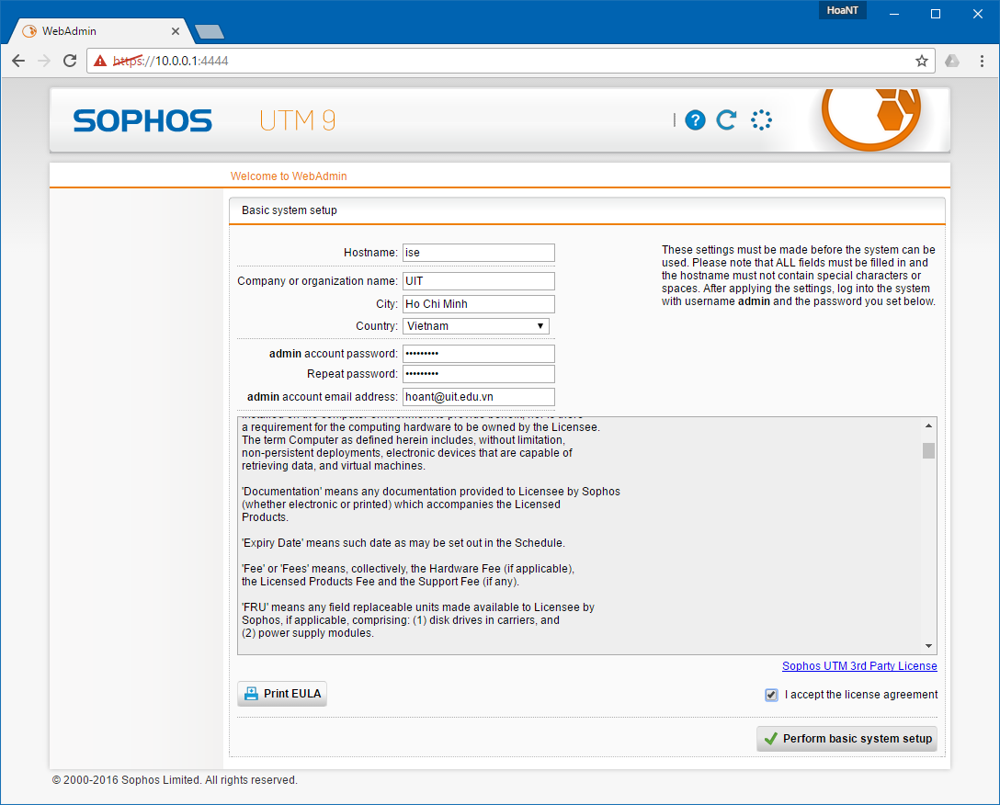 HoaNT
WebAdmin
https://10.0.0.1:4444
SOPHOS UTM 9
Welcome to WebAdmin
Basic system setup
Hostname: ise
Company or organization name: UIT
City: Ho Chi Minh
Country: Vietnam
admin account password: •••••••••
Repeat password: •••••••••
admin account email address: hoant@uit.edu.vn
These settings must be made before the system can be
used. Please note that ALL fields must be filled in and
the hostname must not contain special characters or
spaces. After applying the settings, log into the system
with username admin and the password you set below.
installed on the computer environment to provide benefit, nor is there
a requirement for the computing hardware to be owned by the Licensee.
The term Computer as defined herein includes, without limitation,
non-persistent deployments, electronic devices that are capable of
retrieving data, and virtual machines.
'Documentation' means any documentation provided to Licensee by Sophos
(whether electronic or printed) which accompanies the Licensed
Products.
'Expiry Date' means such date as may be set out in the Schedule.
'Fee' or 'Fees' means, collectively, the Hardware Fee (if applicable),
the Licensed Products Fee and the Support Fee (if any).
'FRU' means any field replaceable units made available to Licensee by
Sophos, if applicable, comprising: (1) disk drives in carriers, and
(2) power supply modules.
Sophos UTM 3rd Party License
Print EULA
I accept the license agreement
Perform basic system setup
© 2000-2016 Sophos Limited. All rights reserved.